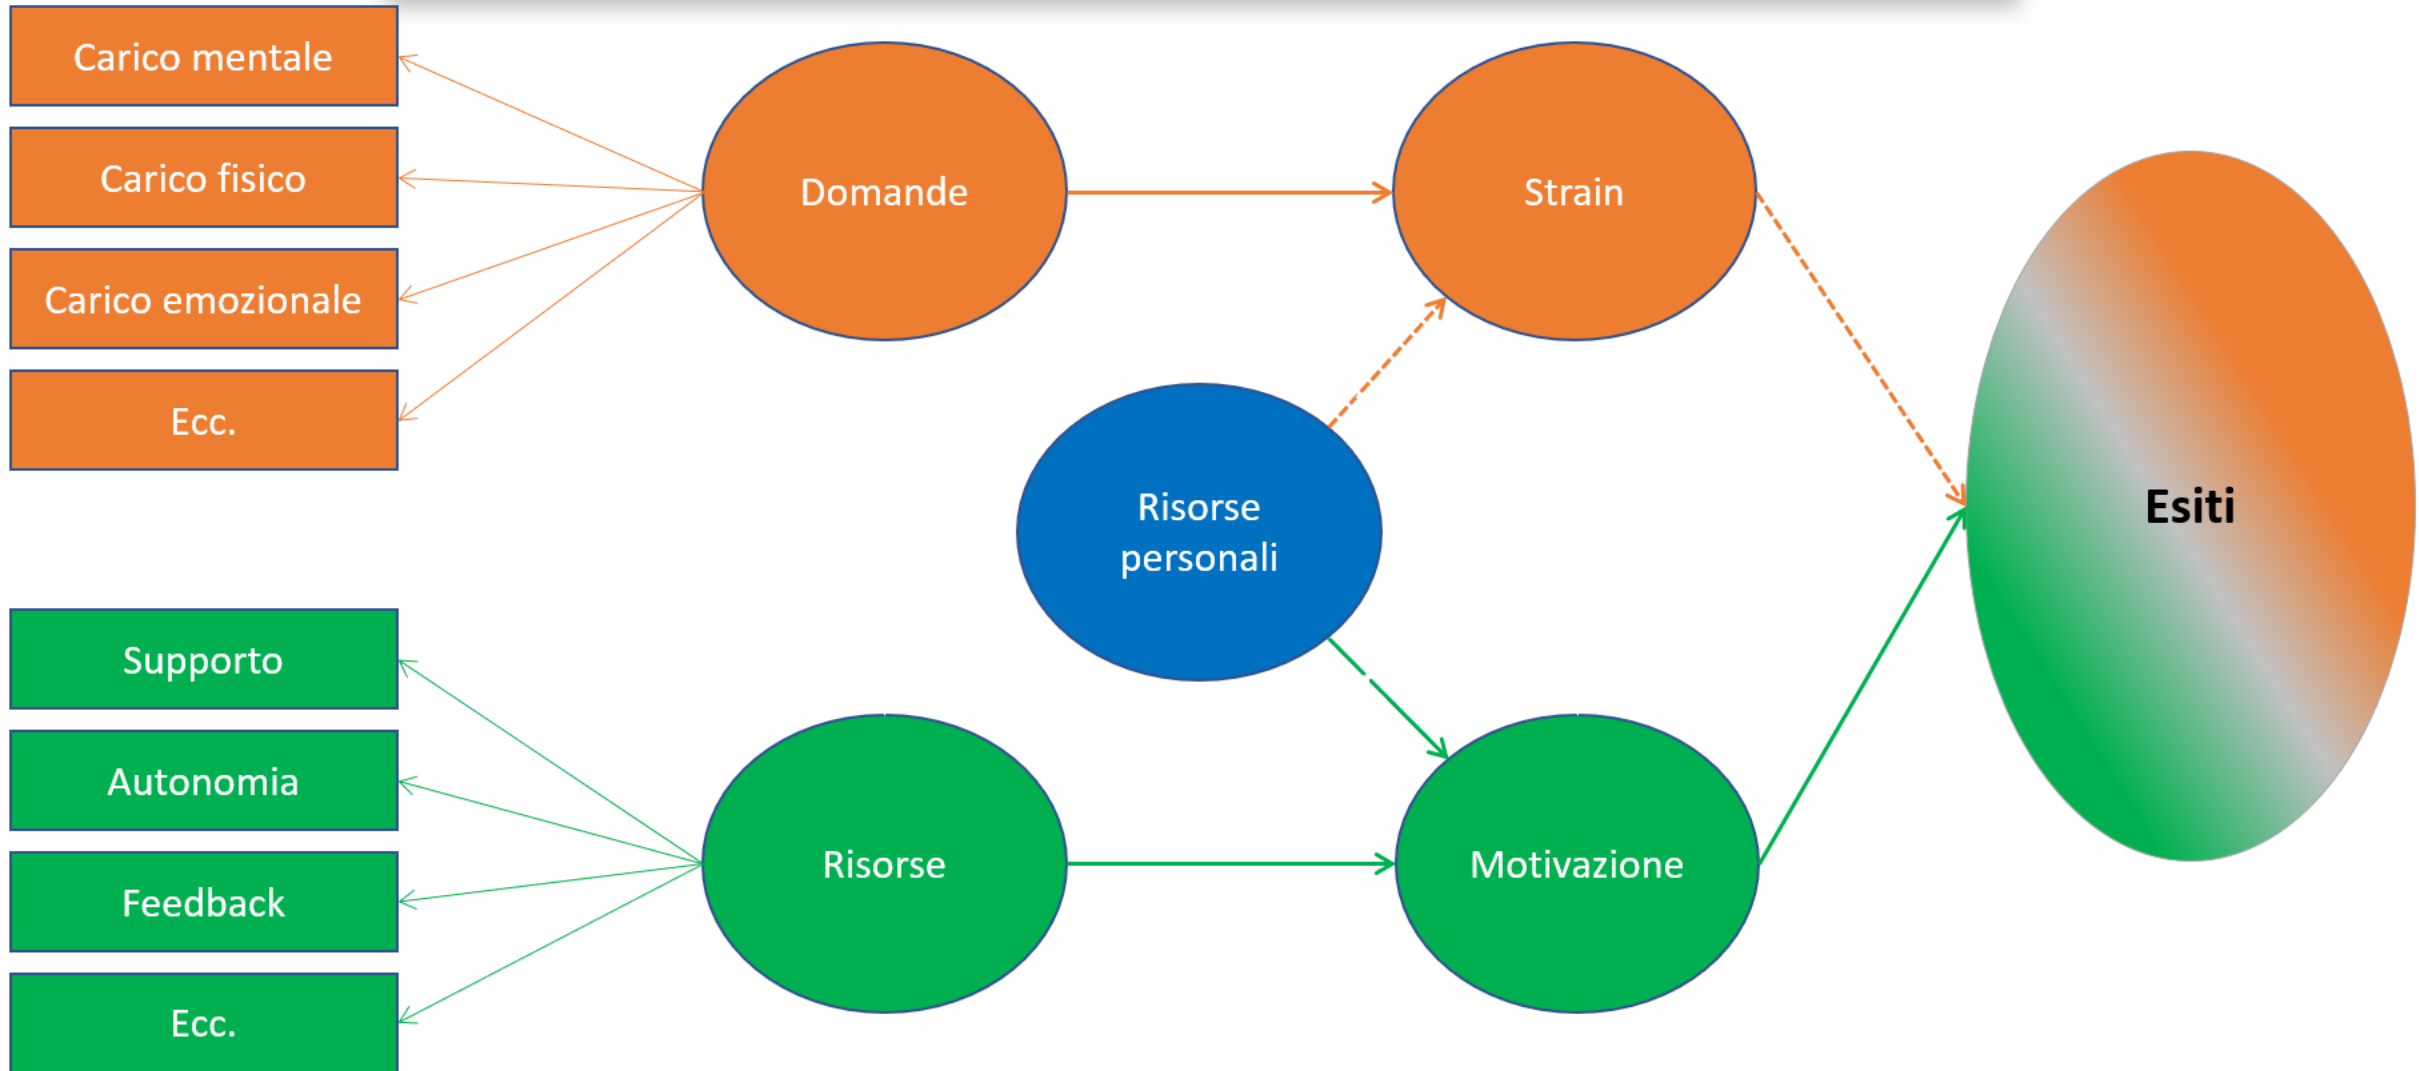 Carico mentale
Carico fisico
Carico emozionale
Ecc.
Domande
Strain
Risorse
personali
Esiti
Supporto
Autonomia
Feedback
Ecc.
Risorse
Motivazione